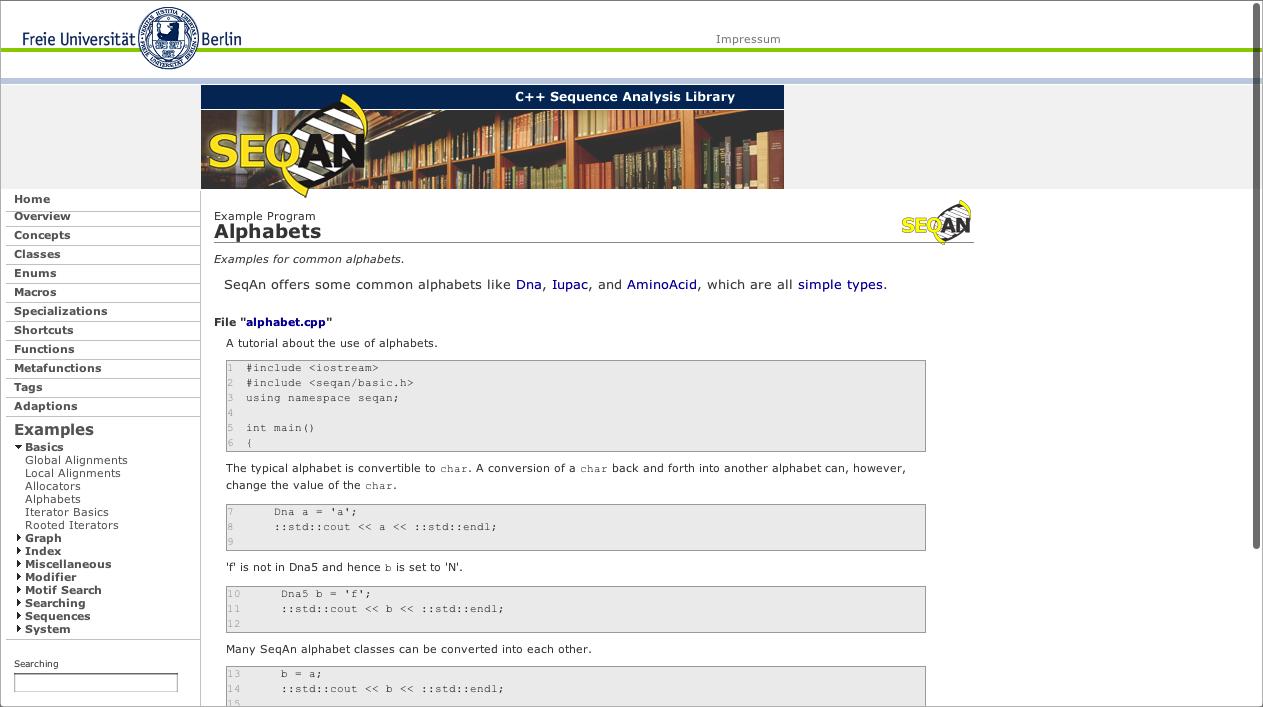 Freie Universität Berlin
Impressum
C++ Sequence Analysis Library
SEQAN
Home
Overview
Concepts
Classes
Enums
Macros
Specializations
Shortcuts
Functions
Metafunctions
Tags
Adaptions
Examples
Basics
Global Alignments
Local Alignments
Allocators
Alphabets
Iterator Basics
Rooted Iterators
Graph
Index
Miscellaneous
Modifier
Motif Search
Searching
Sequences
System
Searching
Example Program
Alphabets
SEQAN
Examples for common alphabets.
SeqAn offers some common alphabets like Dna, Iupac, and AminoAcid, which are all simple types.
File "alphabet.cpp"
A tutorial about the use of alphabets.
1 #include <iostream>
2 #include <seqan/basic.h>
3 using namespace seqan;
4
5 int main()
6 {
The typical alphabet is convertible to char. A conversion of a char back and forth into another alphabet can, however,
change the value of the char.
7 Dna a = 'a';
8 ::std::cout << a << ::std::endl;
9
'f' is not in Dna5 and hence b is set to 'N'.
10 Dna5 b = 'f';
11 ::std::cout << b << ::std::endl;
12
Many SeqAn alphabet classes can be converted into each other.
13 b = a;
14 ::std::cout << b << ::std::endl;
15